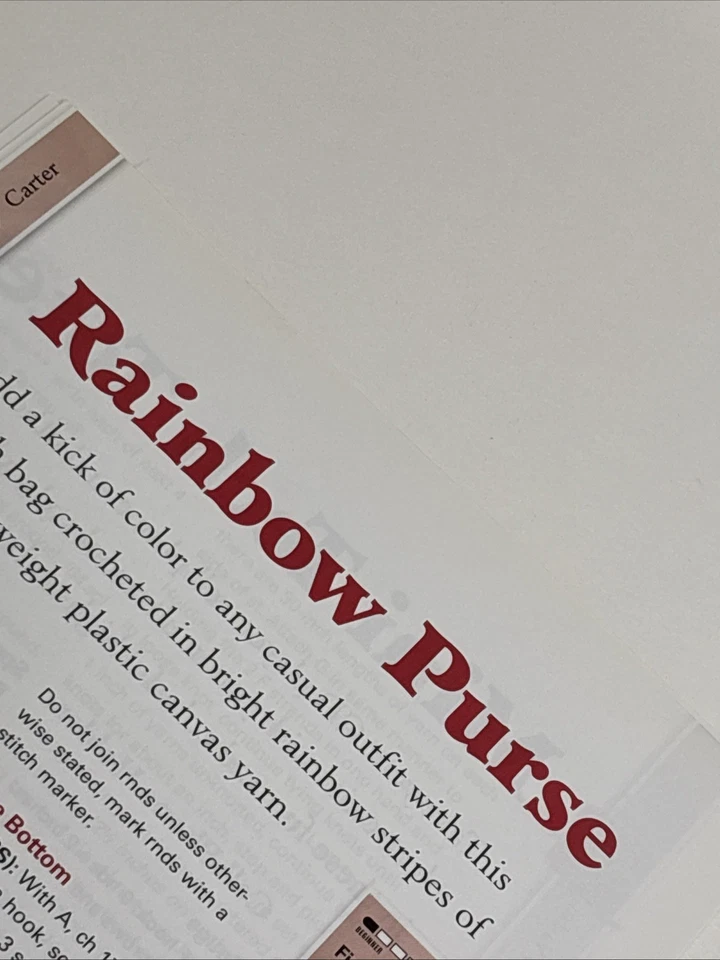 Carter
Rainbow Purse
dd a kick of color to any casual outfit with this
h bag crocheted in bright rainbow stripes of
weight plastic canvas yarn.
Do not join rnds unless other-
wise stated, mark rnds with a
stitch marker.
Bottom
With A, ch
hook,
BEGINNER